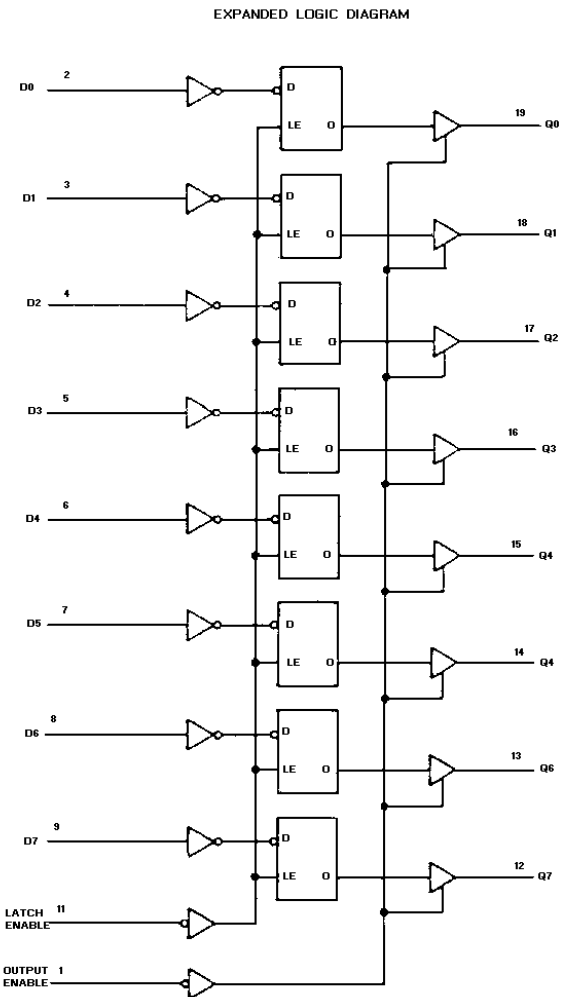 EXPANDED LOGIC DIAGRAM
D0 2 D LE O 19 Q0
D1 3 D LE O 18 Q1
D2 4 D LE O 17 Q2
D3 5 D LE O 16 Q3
D4 6 D LE O 15 Q4
D5 7 D LE O 14 Q4
D6 8 D LE O 13 Q6
D7 9 D LE O 12 Q7
LATCH 11
ENABLE
OUTPUT 1
ENABLE